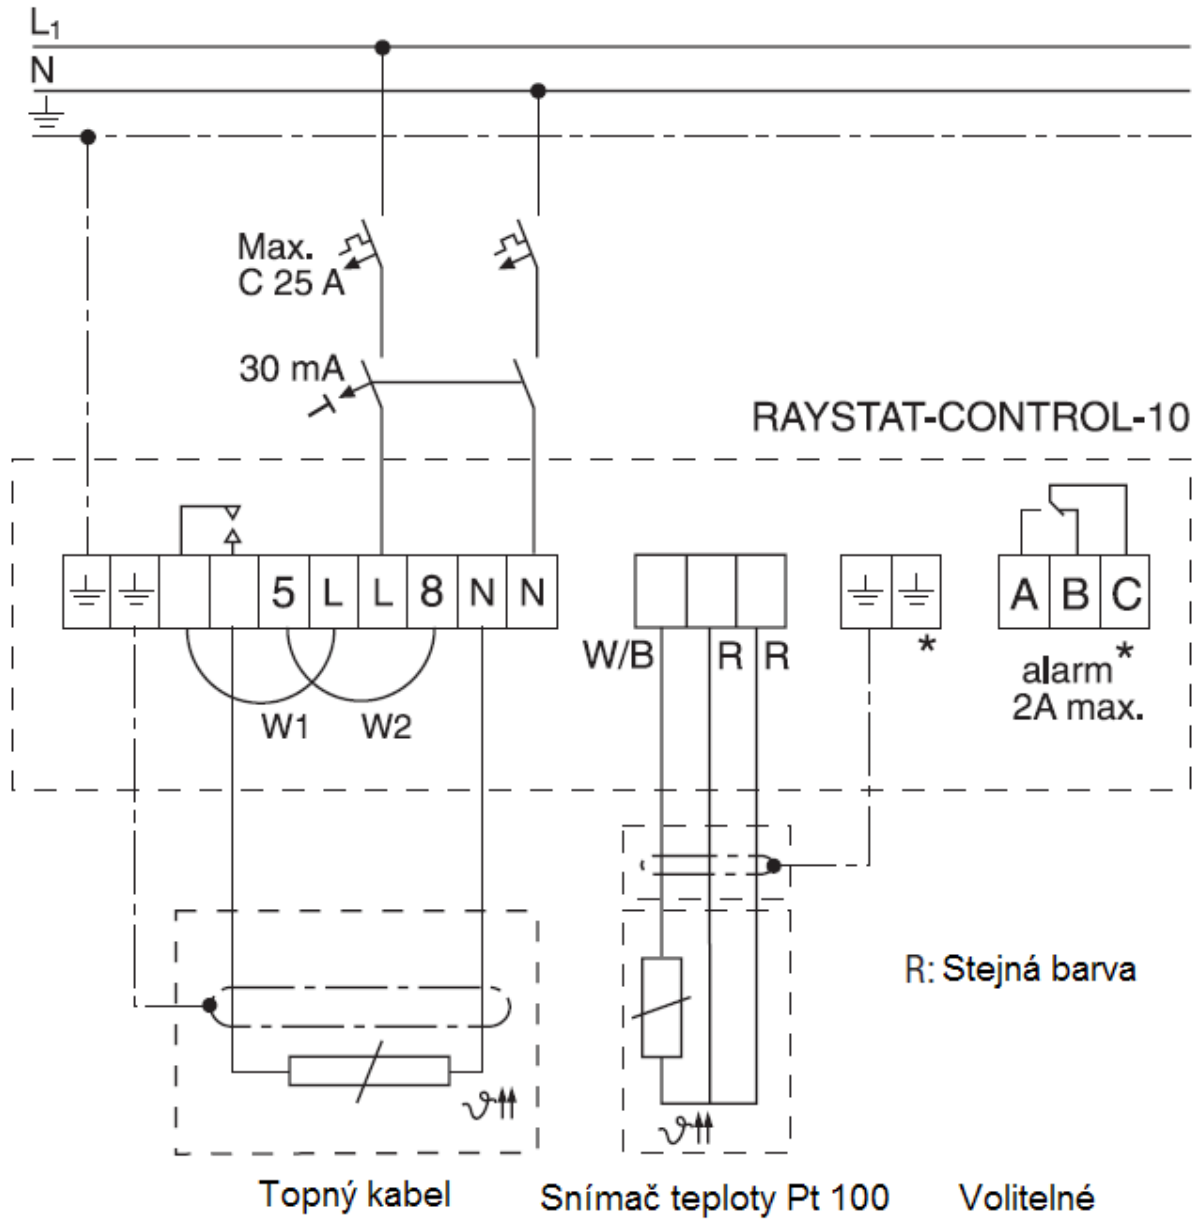 L1
N
Max.
C 25 A
30 mA
RAYSTAT-CONTROL-10
5 L L 8 N N
A B C
W/B R R
*
*
alarm
2A max.
W1 W2
R: Stejná barva
ϑ
ϑ
Topný kabel
Snímač teploty Pt 100
Volitelné